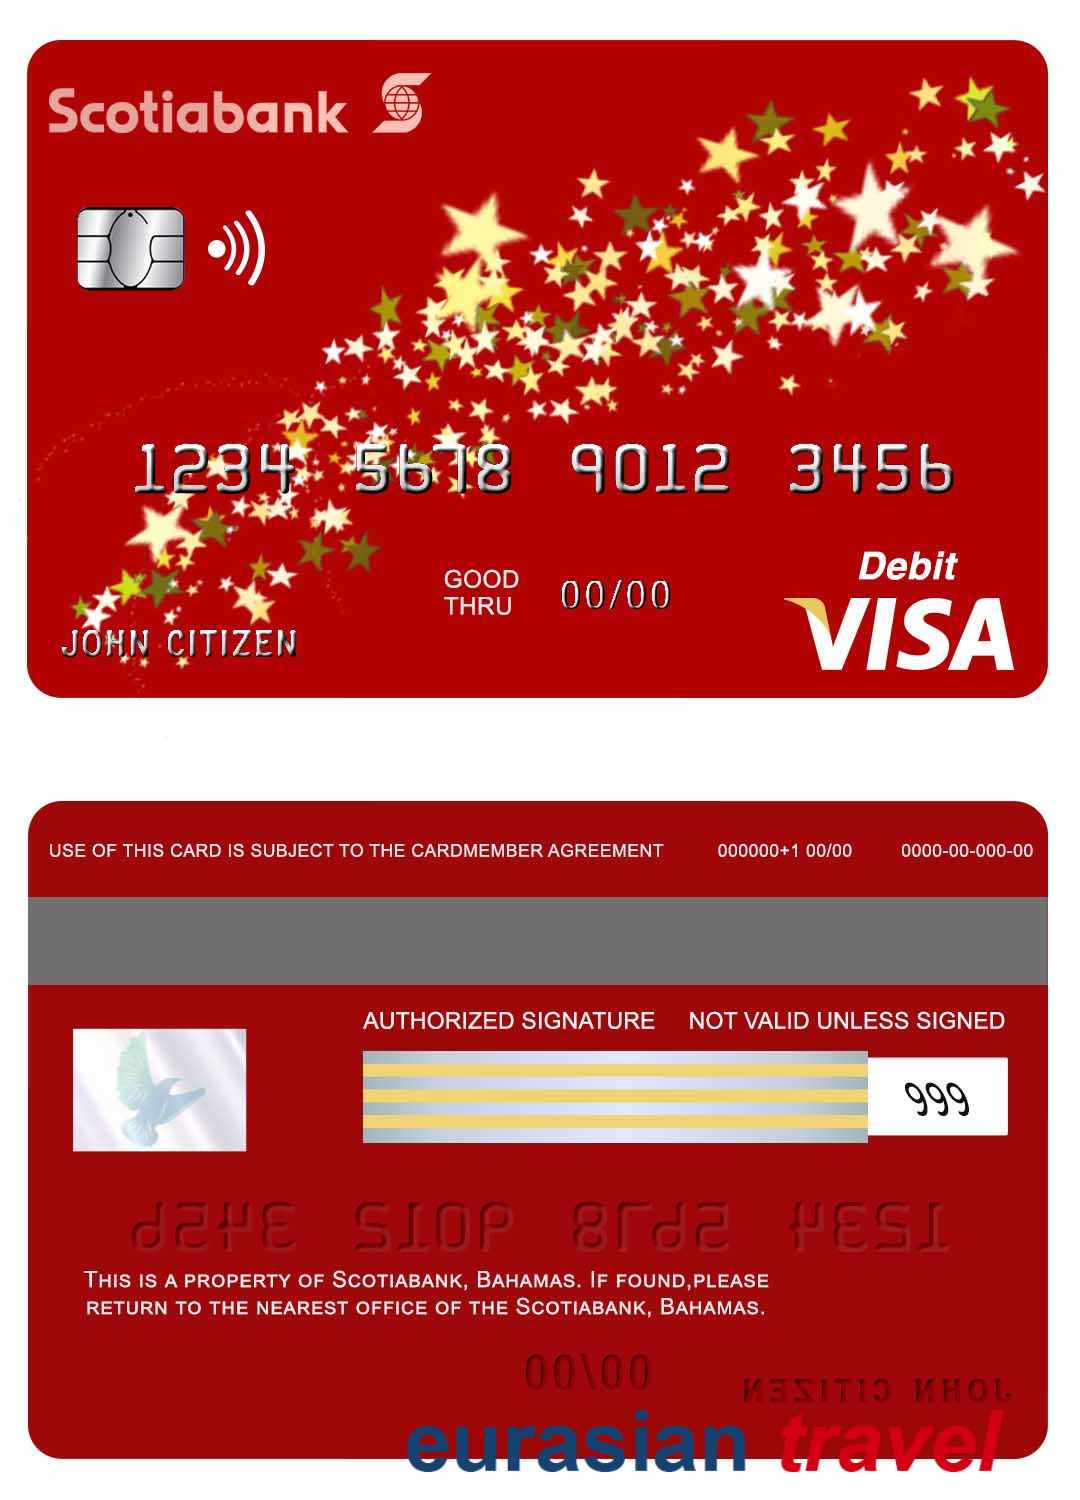 Scotiabank
1234 5678 9012 3456
GOOD
THRU
00/00
Debit
JOHN CITIZEN
VISA
USE OF THIS CARD IS SUBJECT TO THE CARDMEMBER AGREEMENT 000000+1 00/00 0000-00-000-00
AUTHORIZED SIGNATURE NOT VALID UNLESS SIGNED
999
1234 5678 9012 3456
THIS IS A PROPERTY OF SCOTIABANK, BAHAMAS. IF FOUND,PLEASE
RETURN TO THE NEAREST OFFICE OF THE SCOTIABANK, BAHAMAS.
00/00
JOHN CITIZEN
eurasian travel